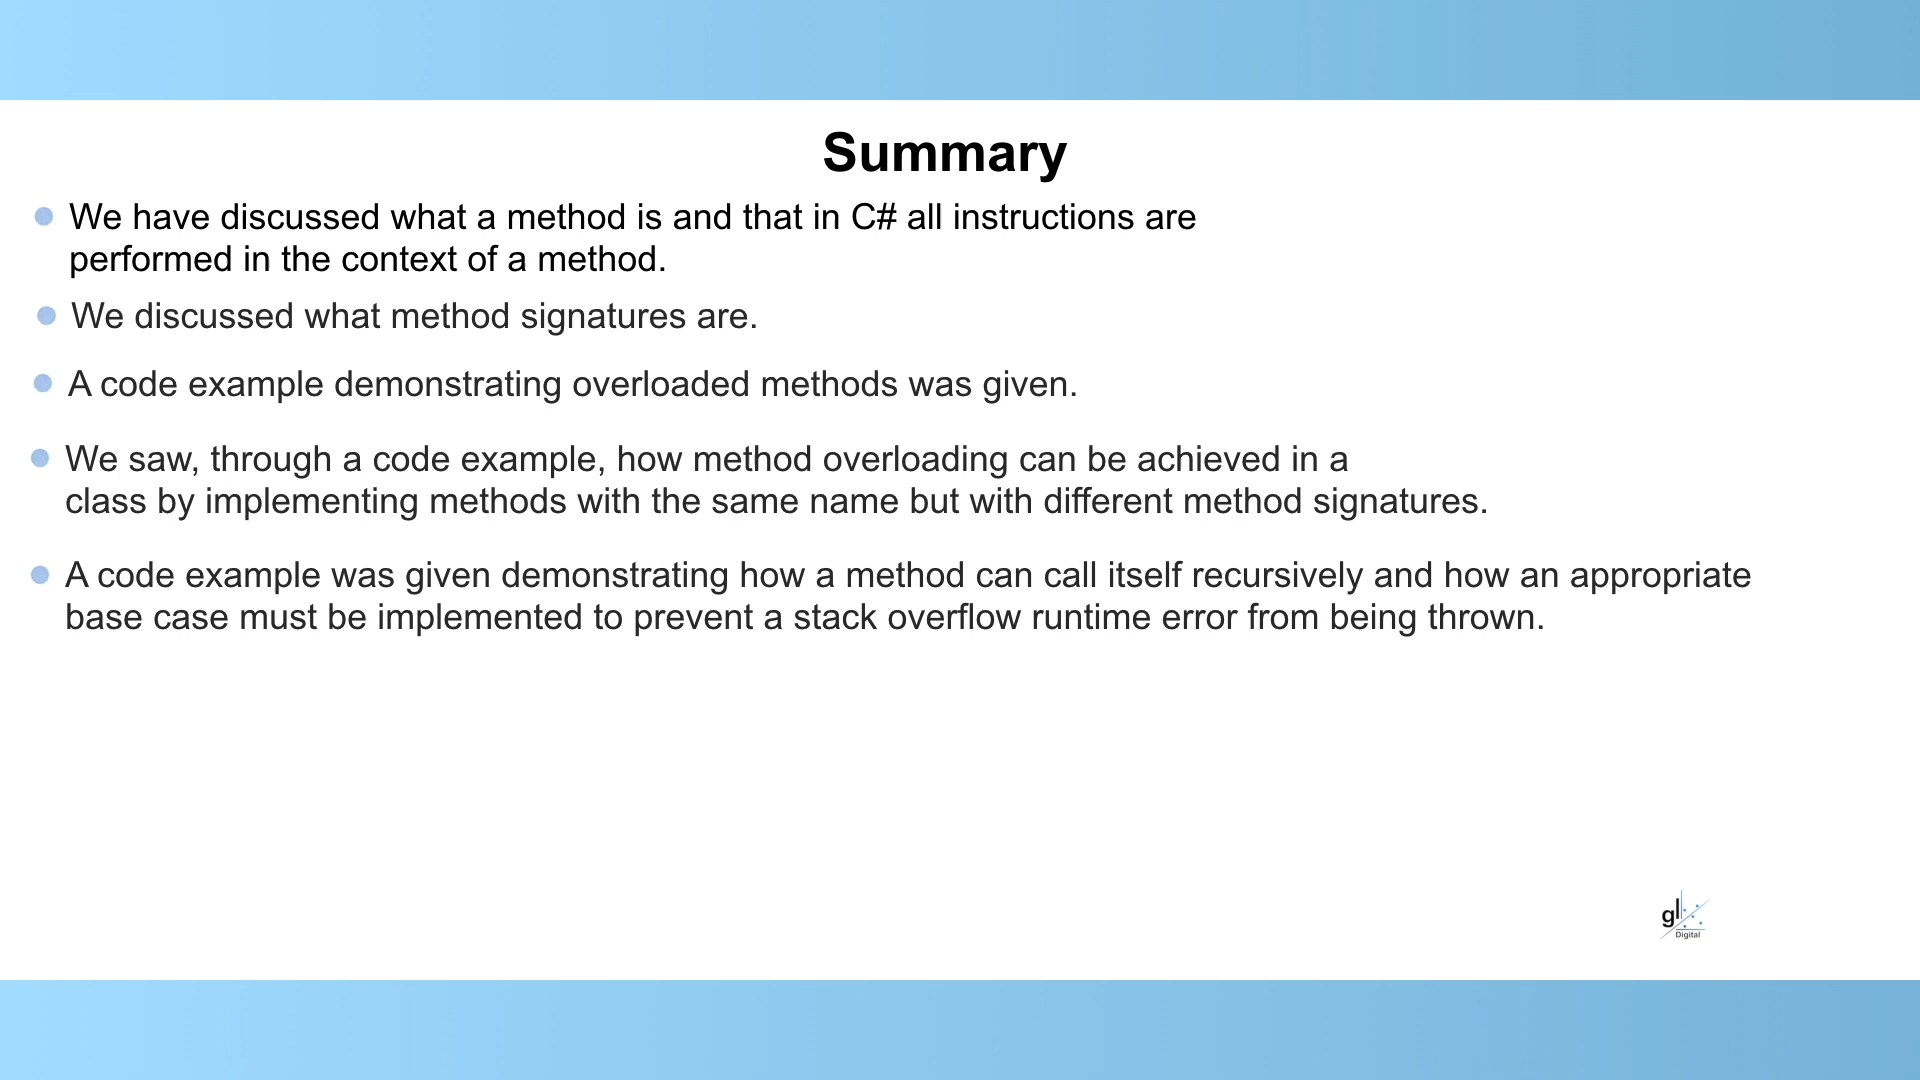 Summary
We have discussed what a method is and that in C# all instructions are
performed in the context of a method.
We discussed what method signatures are.
A code example demonstrating overloaded methods was given.
We saw, through a code example, how method overloading can be achieved in a
class by implementing methods with the same name but with different method signatures.
A code example was given demonstrating how a method can call itself recursively and how an appropriate
base case must be implemented to prevent a stack overflow runtime error from being thrown.
gl
Digital